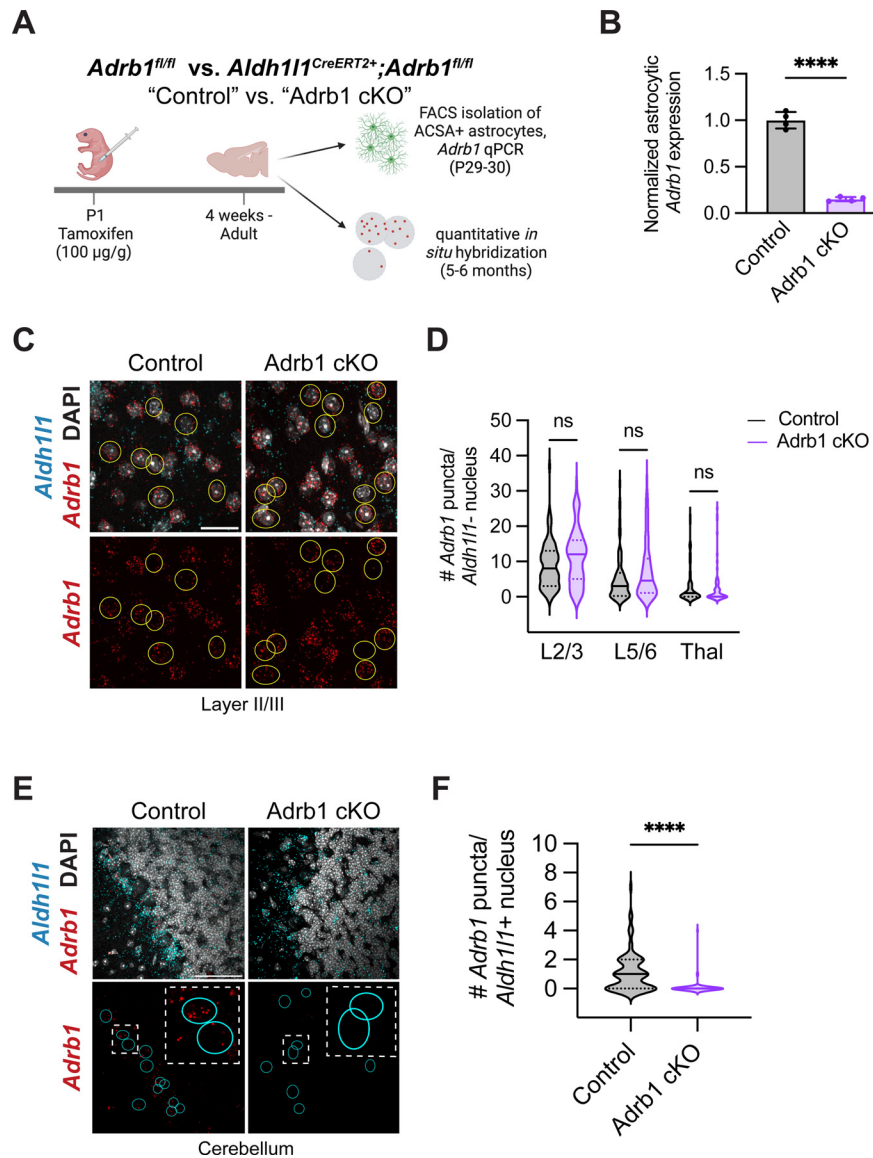 A
Adrb1fl/fl vs. Aldh1l1CreERT2+;Adrb1fl/fl
“Control” vs. “Adrb1 cKO”
P1
Tamoxifen
(100 µg/g)
4 weeks -
Adult
FACS isolation of
ACSA+ astrocytes,
Adrb1 qPCR
(P29-30)
quantitative in
situ hybridization
(5-6 months)
B
Normalized astrocytic
Adrb1 expression
1.5
1.0
0.5
0.0
****
Control
Adrb1 cKO
C
Control
Adrb1 cKO
Aldh1l1
Adrb1 DAPI
Adrb1
Layer II/III
D
# Adrb1 puncta/
Aldh1l1- nucleus
50
40
30
20
10
0
ns
ns
ns
L2/3
L5/6
Thal
Control
Adrb1 cKO
E
Control
Adrb1 cKO
Aldh1l1
Adrb1 DAPI
Adrb1
Cerebellum
F
# Adrb1 puncta/
Aldh1l1+ nucleus
10
8
6
4
2
0
****
Control
Adrb1 cKO